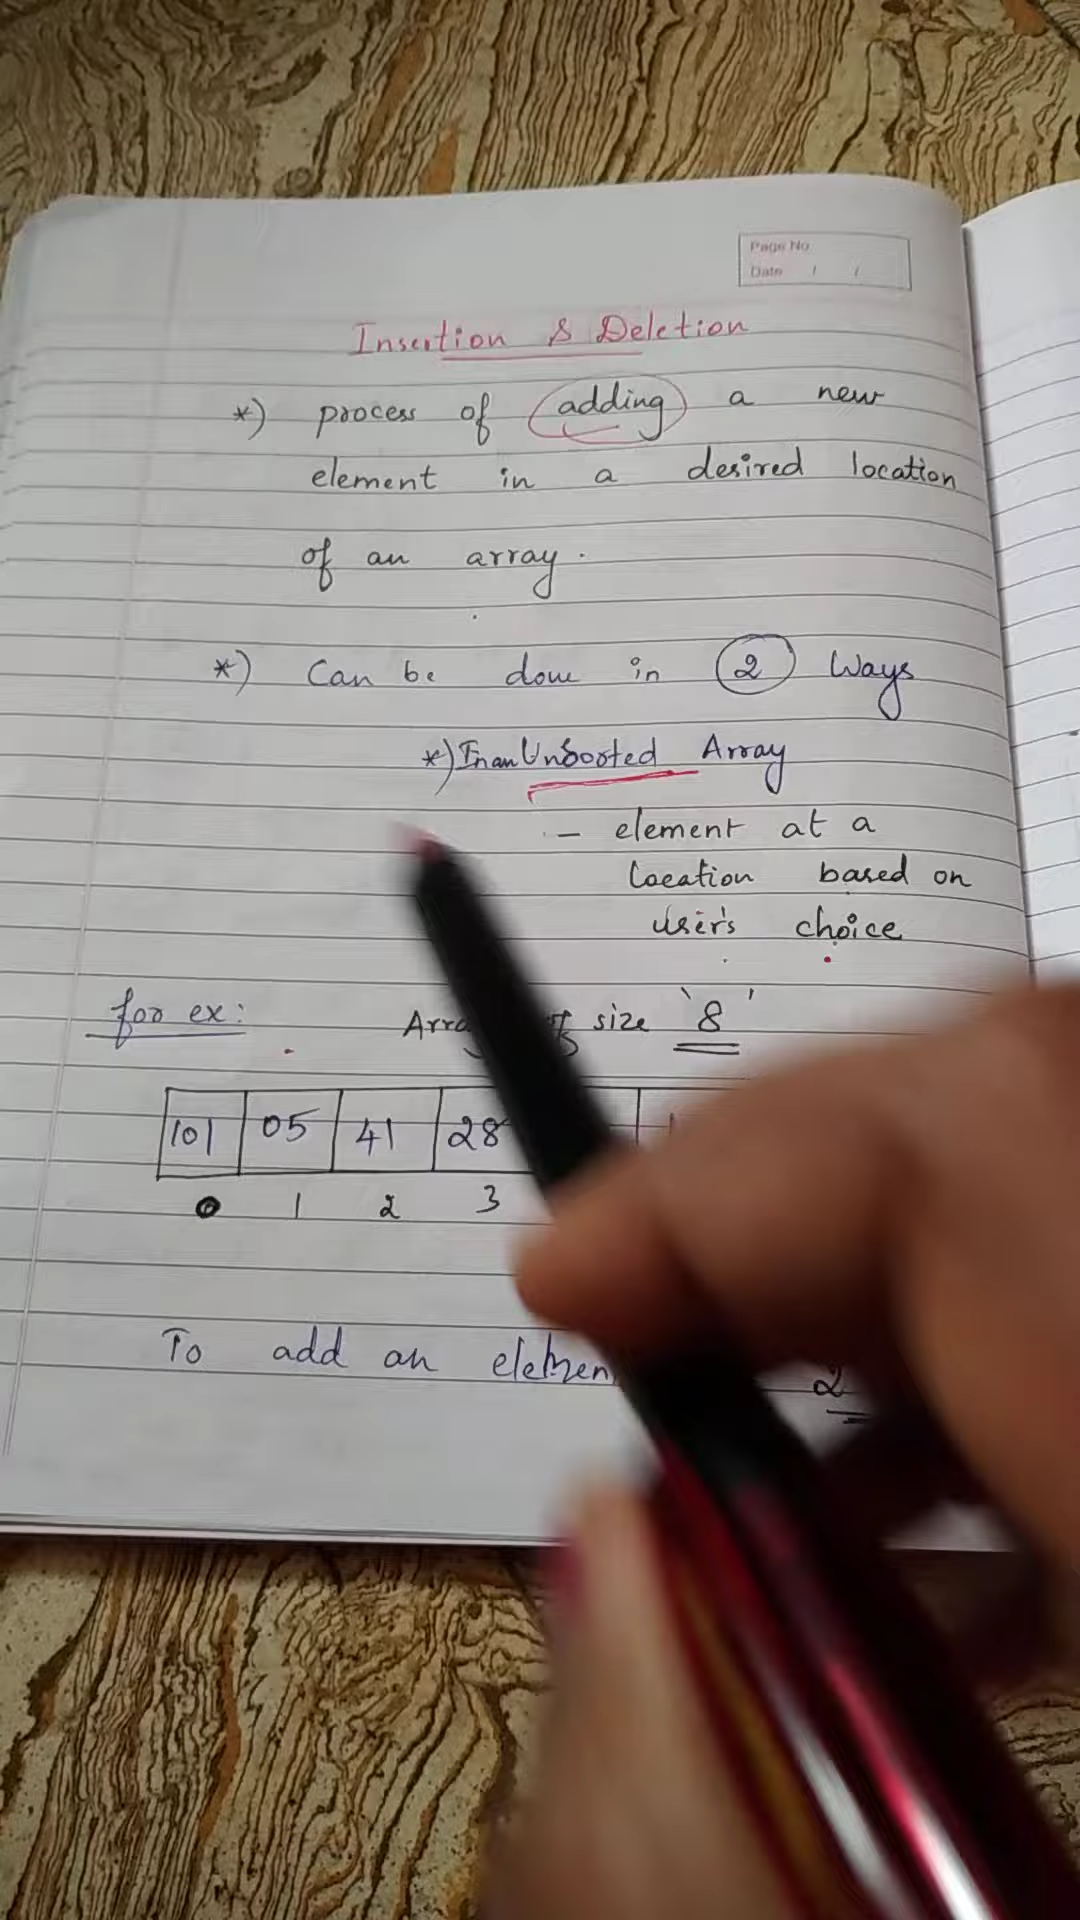 Page No.
Date / /
Insertion & Deletion
*) process of adding a new
element in a desired location
of an array.
*) Can be done in 2 Ways
*) In an Unsorted Array
- element at a
location based on
user's choice
for ex: of size '8'
101 05 41 28
0 1 2 3
To add an 2